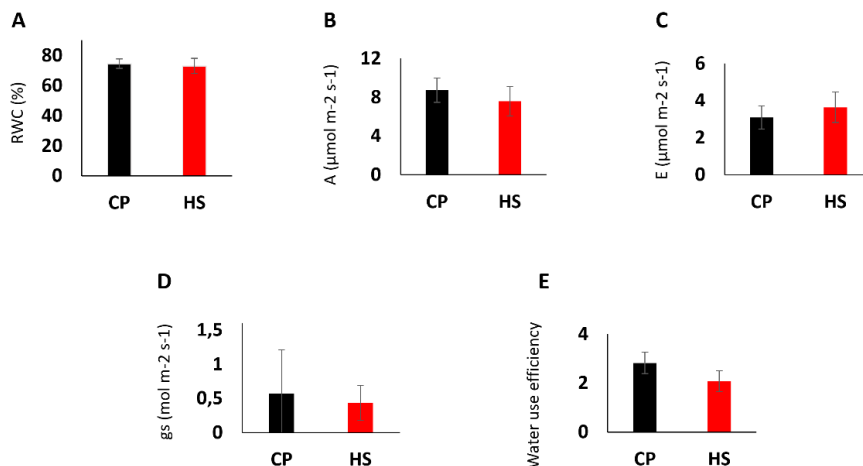 A
RWC (%)
80
60
40
20
0
CP HS
B
A (µmol m-2 s-1)
12
8
4
0
CP HS
C
E (µmol m-2 s-1)
6
4
2
0
CP HS
D
gs (mol m-2 s-1)
1,5
1
0,5
0
CP HS
E
Water use efficiency
4
2
0
CP HS